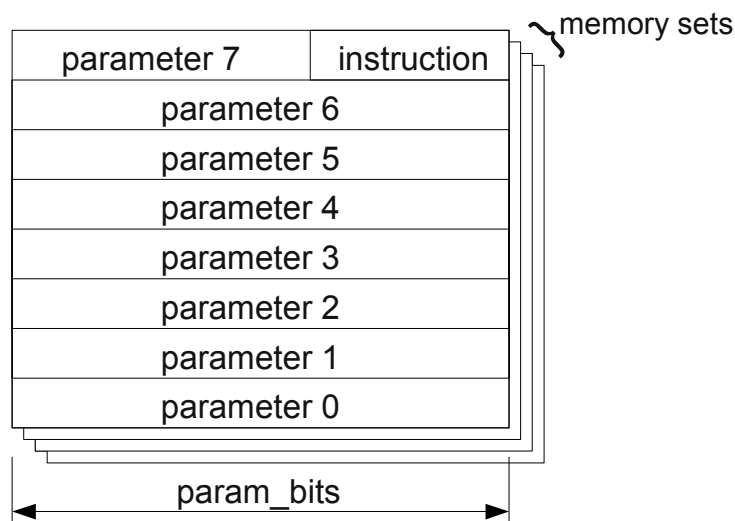 memory sets
parameter 7 instruction
parameter 6
parameter 5
parameter 4
parameter 3
parameter 2
parameter 1
parameter 0
param_bits